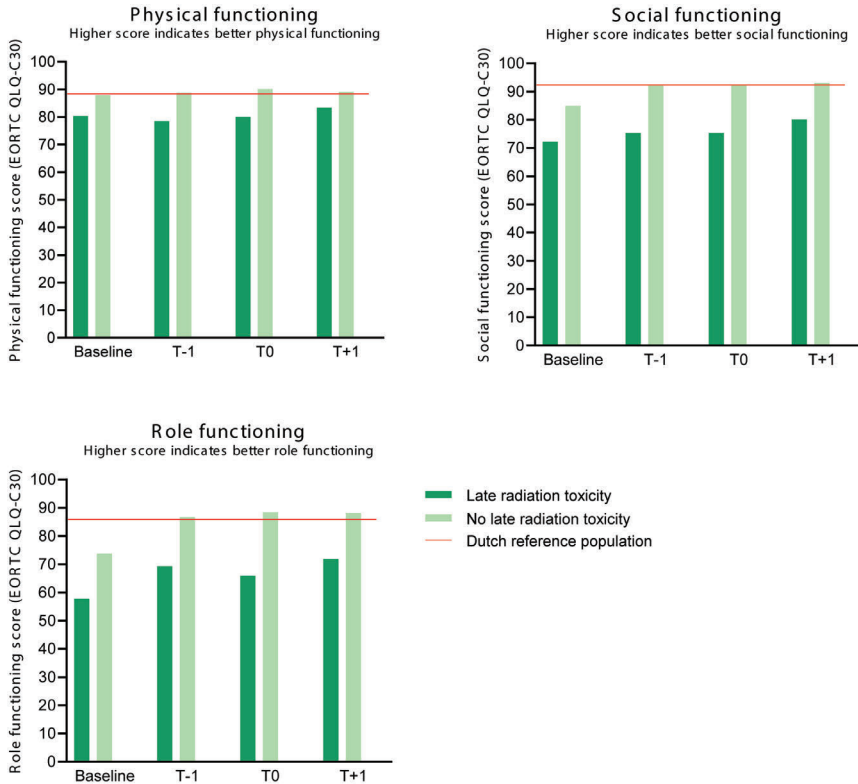 Physical functioning
Higher score indicates better physical functioning
Physical functioning score (EORTC QLQ-C30)
100
90
80
70
60
50
40
30
20
10
0
Baseline T-1 T0 T+1
Social functioning
Higher score indicates better social functioning
Social functioning score (EORTC QLQ-C30)
100
90
80
70
60
50
40
30
20
10
0
Baseline T-1 T0 T+1
Role functioning
Higher score indicates better role functioning
Role functioning score (EORTC QLQ-C30)
100
90
80
70
60
50
40
30
20
10
0
Baseline T-1 T0 T+1
Late radiation toxicity
No late radiation toxicity
Dutch reference population